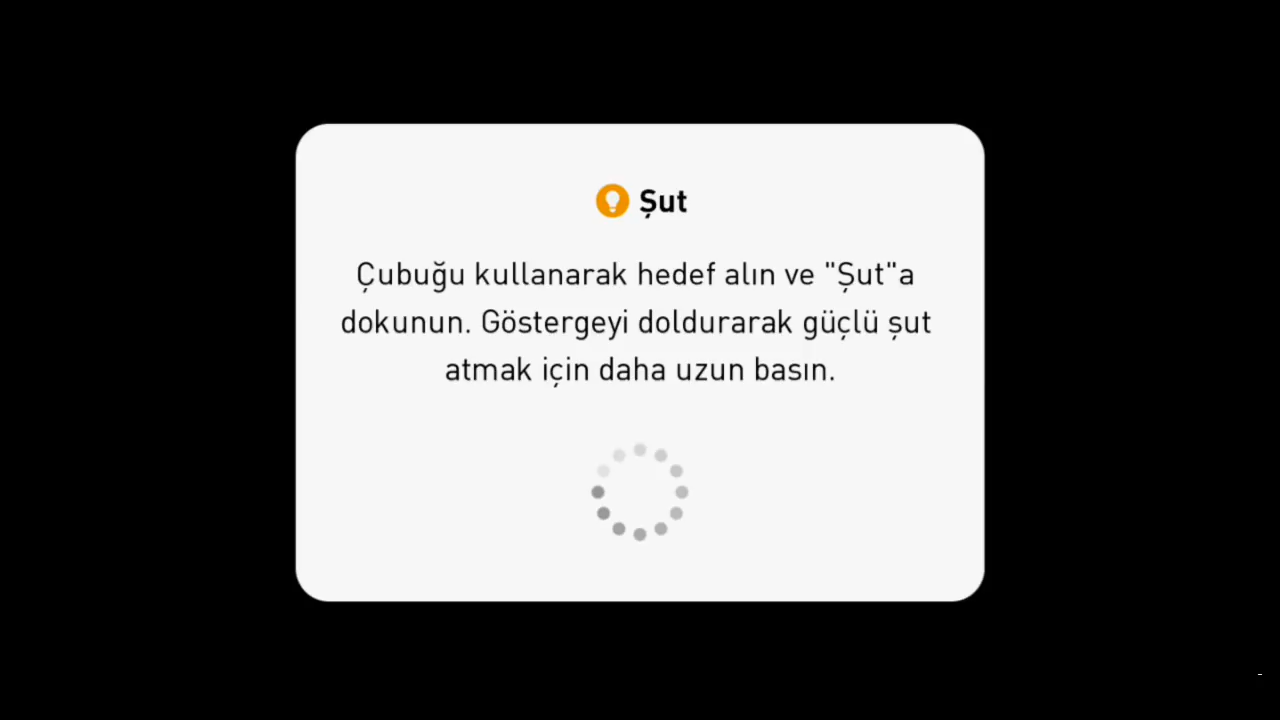 Şut
Çubuğu kullanarak hedef alın ve "Şut"a
dokunun. Göstergeyi doldurarak güçlü şut
atmak için daha uzun basın.